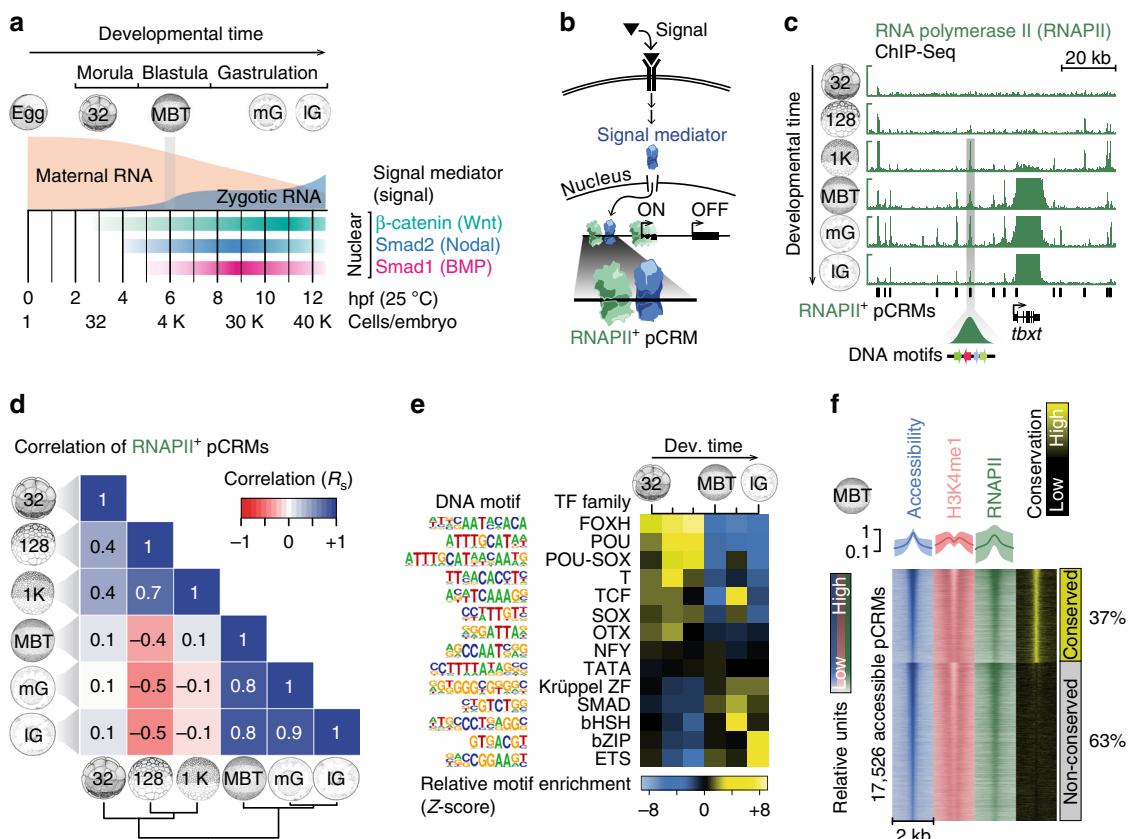 a
Developmental time
Morula Blastula Gastrulation
Egg 32 MBT mG lG
Maternal RNA
Zygotic RNA
Signal mediator
(signal)
Nuclear
β-catenin (Wnt)
Smad2 (Nodal)
Smad1 (BMP)
0 2 4 6 8 10 12 hpf (25 °C)
1 32 4 K 30 K 40 K Cells/embryo
b
Signal
Signal mediator
Nucleus
ON OFF
RNAPII+ pCRM
c
RNA polymerase II (RNAPII)
ChIP-Seq
20 kb
Developmental time
32
128
1K
MBT
mG
lG
RNAPII+ pCRMs
tbxt
DNA motifs
d
Correlation of RNAPII+ pCRMs
Correlation (Rs)
−1 0 +1
32 1
128 0.4 1
1K 0.4 0.7 1
MBT 0.1 −0.4 0.1 1
mG 0.1 −0.5 −0.1 0.8 1
lG 0.1 −0.5 −0.1 0.8 0.9 1
32 128 1 K MBT mG lG
e
Dev. time
32 MBT lG
DNA motif TF family
FOXH
POU
POU-SOX
T
TCF
SOX
OTX
NFY
TATA
Krüppel ZF
SMAD
bHSH
bZIP
ETS
Relative motif enrichment
(Z-score)
−8 0 +8
f
MBT
Accessibility
H3K4me1
RNAPII
Conservation
Low High
1
0.1
Relative units
Low High
17,526 accessible pCRMs
Conserved
37%
Non-conserved
63%
2 kb